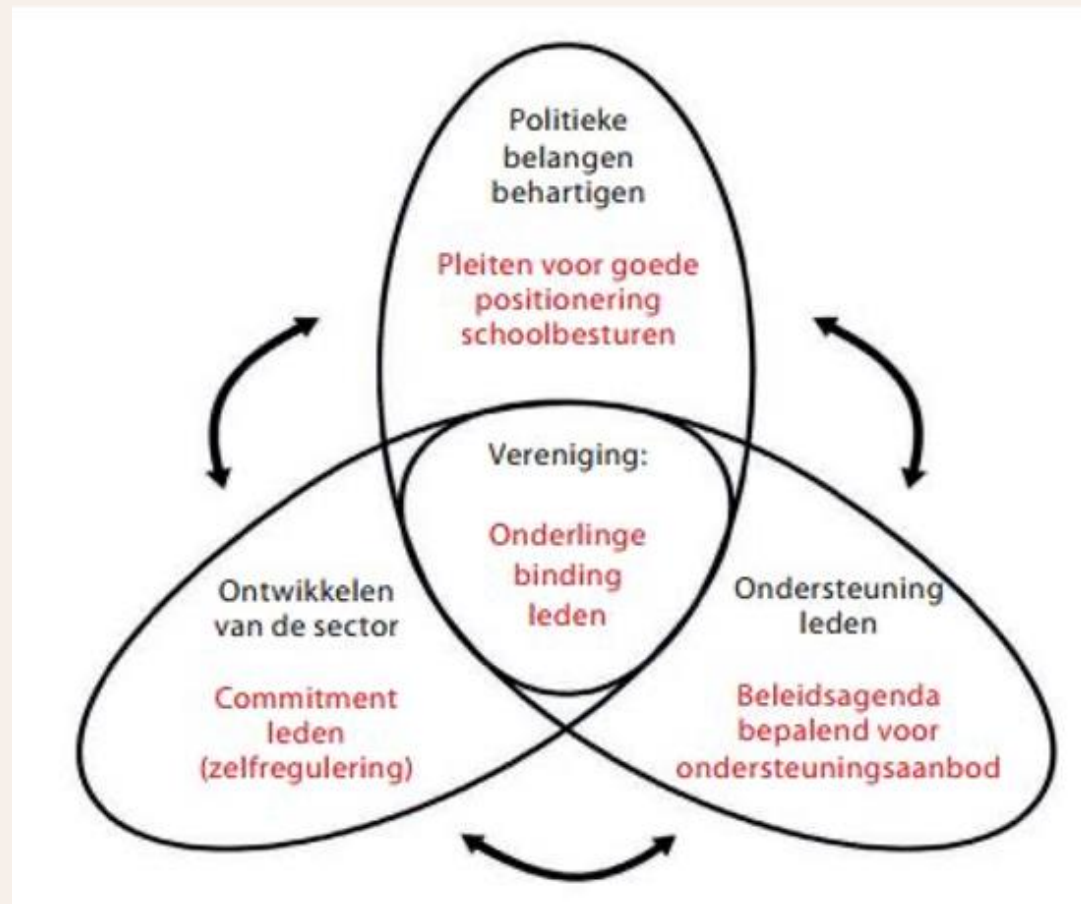 Politieke
belangen
behartigen
Pleiten voor goede
positionering
schoolbesturen
Vereniging:
Onderlinge
binding
leden
Ontwikkelen
van de sector
Commitment
leden
(zelfregulering)
Ondersteuning
leden
Beleidsagenda
bepalend voor
ondersteuningsaanbod